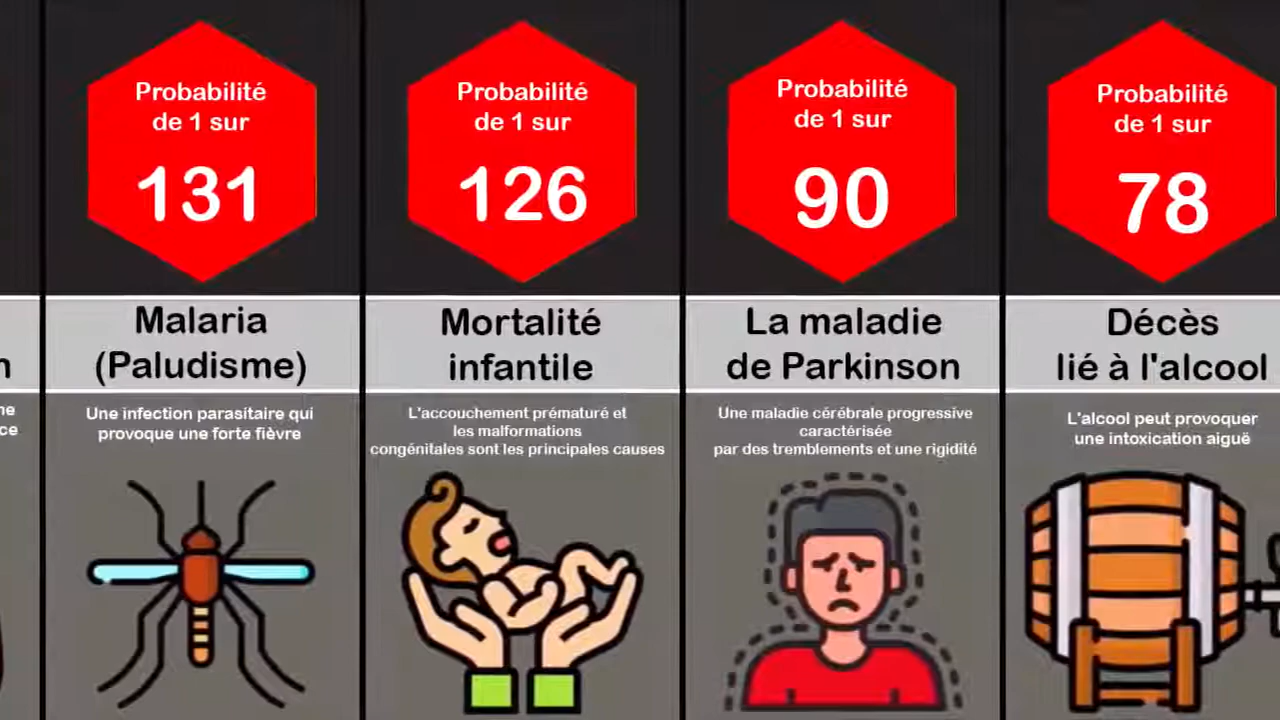 Probabilité
de 1 sur
131
Malaria
(Paludisme)
Une infection parasitaire qui
provoque une forte fièvre
Probabilité
de 1 sur
126
Mortalité
infantile
L'accouchement prématuré et
les malformations
congénitales sont les principales causes
Probabilité
de 1 sur
90
La maladie
de Parkinson
Une maladie cérébrale progressive
caractérisée
par des tremblements et une rigidité
Probabilité
de 1 sur
78
Décès
lié à l'alcool
L'alcool peut provoquer
une intoxication aiguë